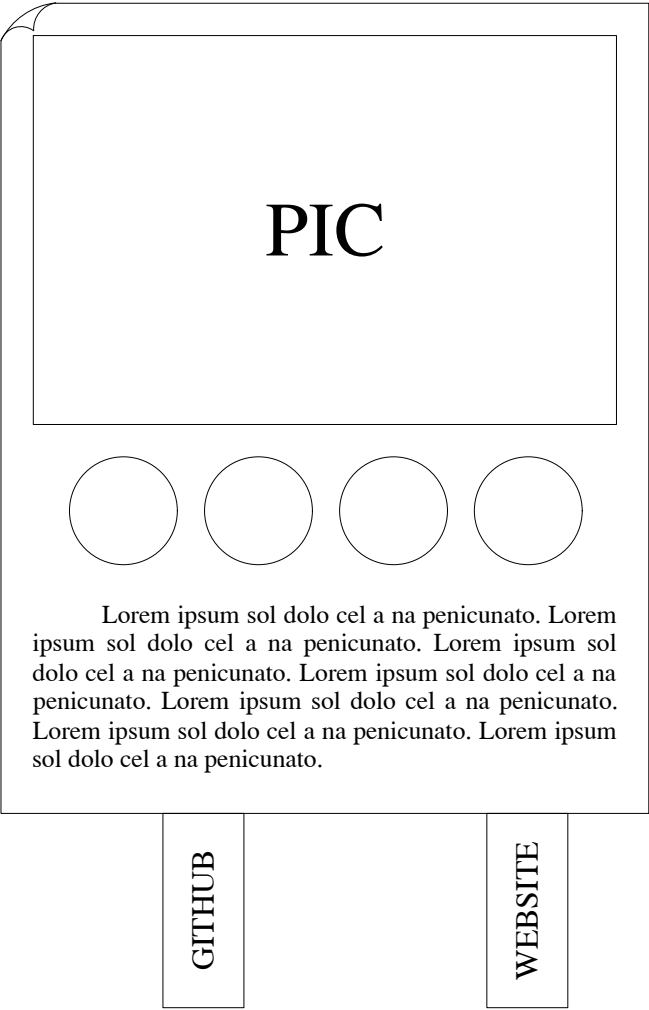 PIC
Lorem ipsum sol dolo cel a na penicunato. Lorem
ipsum sol dolo cel a na penicunato. Lorem ipsum sol
dolo cel a na penicunato. Lorem ipsum sol dolo cel a na
penicunato. Lorem ipsum sol dolo cel a na penicunato.
Lorem ipsum sol dolo cel a na penicunato. Lorem ipsum
sol dolo cel a na penicunato.
GITHUB
WEBSITE